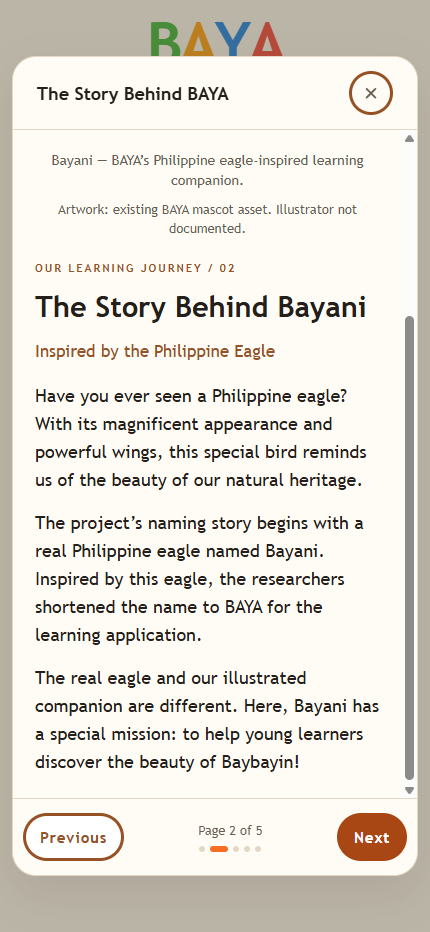 BAYA
The Story Behind BAYA
Bayani — BAYA’s Philippine eagle-inspired learning
companion.
Artwork: existing BAYA mascot asset. Illustrator not
documented.
OUR LEARNING JOURNEY / 02
The Story Behind Bayani
Inspired by the Philippine Eagle
Have you ever seen a Philippine eagle?
With its magnificent appearance and
powerful wings, this special bird reminds
us of the beauty of our natural heritage.
The project’s naming story begins with a
real Philippine eagle named Bayani.
Inspired by this eagle, the researchers
shortened the name to BAYA for the
learning application.
The real eagle and our illustrated
companion are different. Here, Bayani has
a special mission: to help young learners
discover the beauty of Baybayin!
Previous
Page 2 of 5
Next